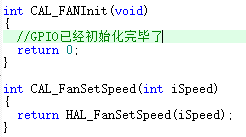 int CAL_FANInit(void)
{
  //GPIO已经初始化完毕了
  return 0;
}
int CAL_FanSetSpeed(int iSpeed)
{
  return HAL_FanSetSpeed(iSpeed);
}